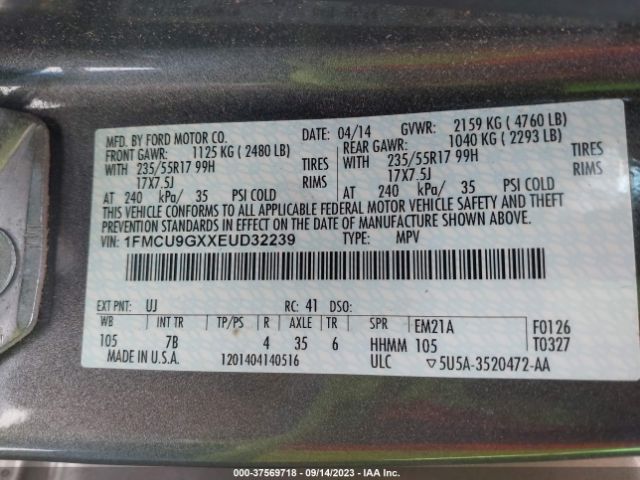 MFD. BY FORD MOTOR CO. DATE: 04/14 GVWR: 2159 KG (4760 LB)
FRONT GAWR: 1125 KG (2480 LB) REAR GAWR: 1040 KG (2293 LB)
WITH 235/55R17 99H TIRES WITH 235/55R17 99H TIRES
17X7.5J RIMS 17X7.5J RIMS
AT 240 kPa/ 35 PSI COLD AT 240 kPa/ 35 PSI COLD
THIS VEHICLE CONFORMS TO ALL APPLICABLE FEDERAL MOTOR VEHICLE SAFETY AND THEFT
PREVENTION STANDARDS IN EFFECT ON THE DATE OF MANUFACTURE SHOWN ABOVE.
VIN: 1FMCU9GXXEUD32239 TYPE: MPV
EXT PNT: UJ RC: 41 DSO:
WB INT TR TP/PS R AXLE TR SPR EM21A F0126
105 7B 4 35 6 HHMM 105 T0327
MADE IN U.S.A. 1201404140516 ULC ▽5U5A-3520472-AA
000-37569718 - 09/14/2023 - IAA Inc.